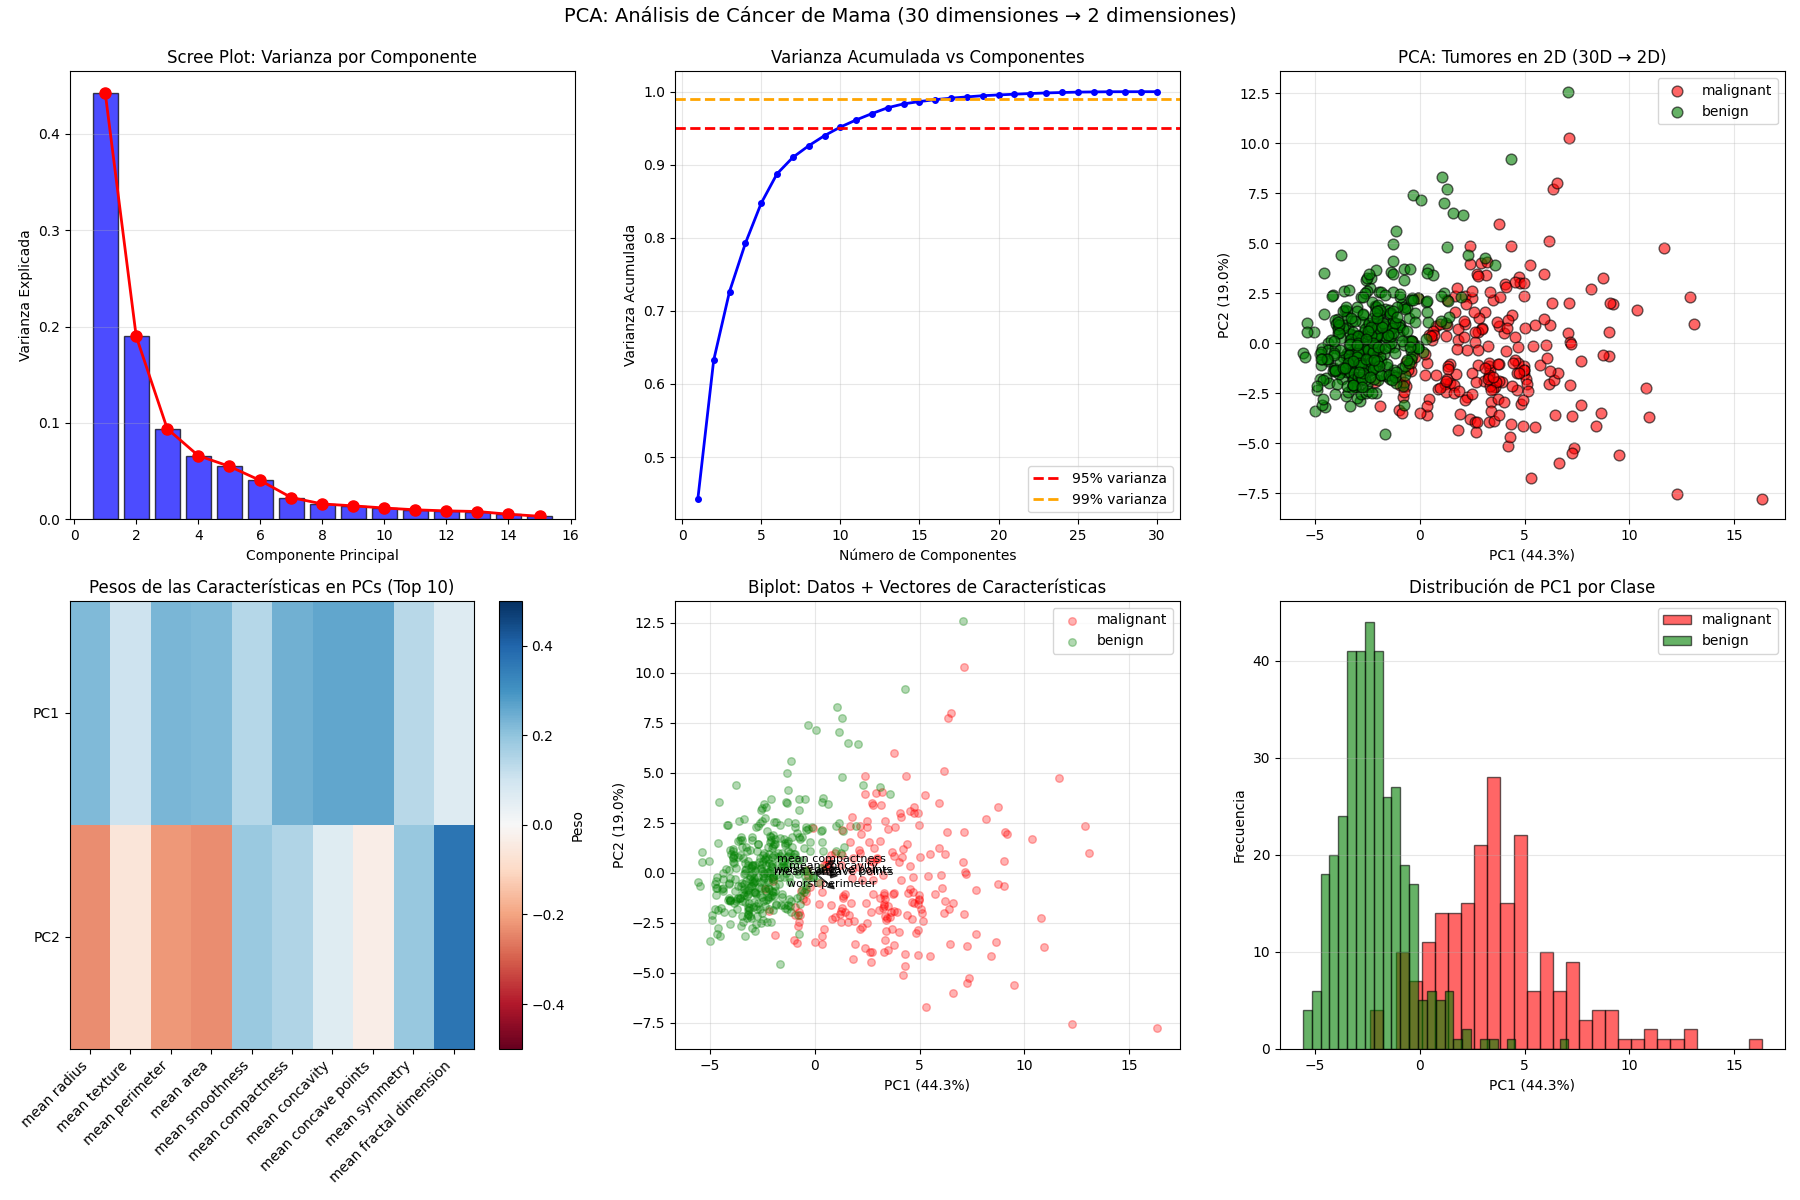 PCA: Análisis de Cáncer de Mama (30 dimensiones → 2 dimensiones)
Scree Plot: Varianza por Componente
Varianza Explicada
0.4
0.3
0.2
0.1
0.0
0 2 4 6 8 10 12 14 16
Componente Principal
Varianza Acumulada vs Componentes
Varianza Acumulada
1.0
0.9
0.8
0.7
0.6
0.5
95% varianza
99% varianza
0 5 10 15 20 25 30
Número de Componentes
PCA: Tumores en 2D (30D → 2D)
malignant
benign
PC2 (19.0%)
12.5
10.0
7.5
5.0
2.5
0.0
−2.5
−5.0
−7.5
−5 0 5 10 15
PC1 (44.3%)
Pesos de las Características en PCs (Top 10)
PC1
PC2
mean radius
mean texture
mean perimeter
mean area
mean smoothness
mean compactness
mean concavity
mean concave points
mean symmetry
mean fractal dimension
0.4
0.2
0.0
−0.2
−0.4
Peso
Biplot: Datos + Vectores de Características
malignant
benign
PC2 (19.0%)
12.5
10.0
7.5
5.0
2.5
0.0
−2.5
−5.0
−7.5
mean compactness
mean concavity
mean concave points
worst perimeter
−5 0 5 10 15
PC1 (44.3%)
Distribución de PC1 por Clase
malignant
benign
Frecuencia
40
30
20
10
0
−5 0 5 10 15
PC1 (44.3%)